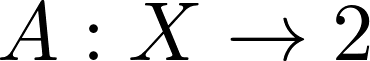 A : X → 2